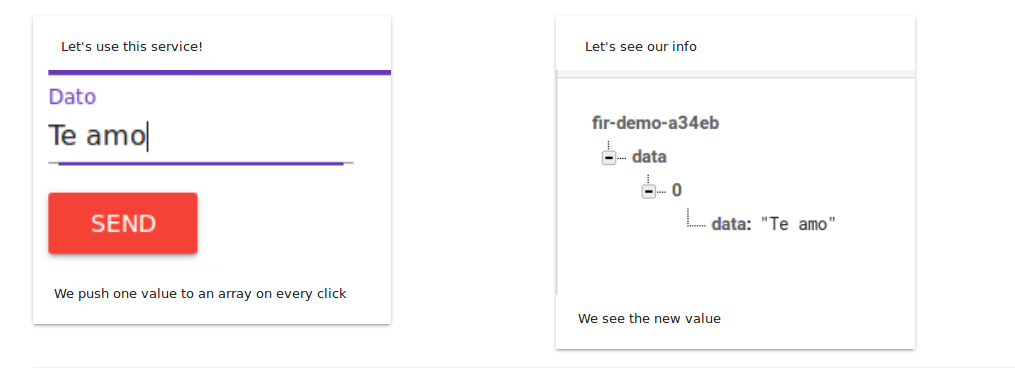 Let's use this service!
Dato
Te amo
SEND
We push one value to an array on every click
Let's see our info
fir-demo-a34eb
data
0
data: "Te amo"
We see the new value